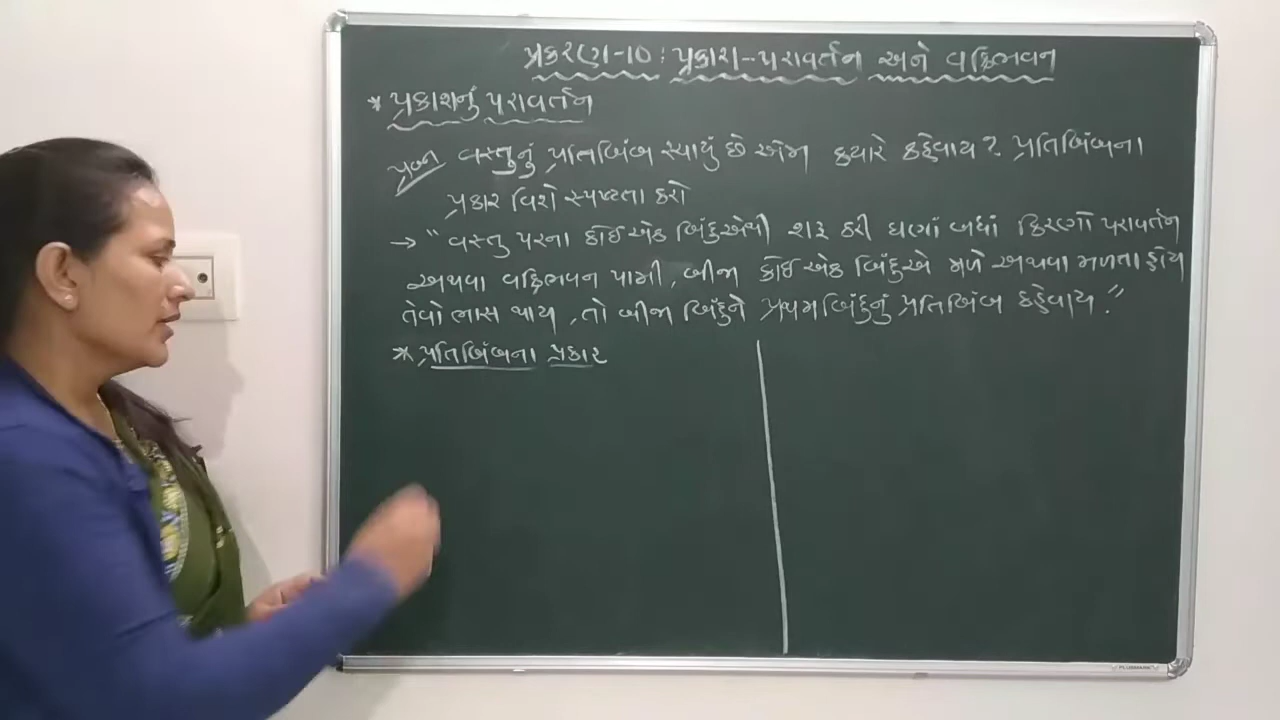 પ્રકરણ-10 : પ્રકાશ-પરાવર્તન અને વક્રિભવન
* પ્રકાશનું પરાવર્તન
પ્રશ્ન વસ્તુનું પ્રતિબિંબ રચાયું છે એમ કયારે કહેવાય? પ્રતિબિંબના
પ્રકાર વિશે સ્પષ્ટતા કરો
→ " વસ્તુ પરના કોઈ એક બિંદુએથી શરૂ કરી ઘણાં બધાં કિરણો પરાવર્તન
અથવા વક્રિભવન પામી, બીજા કોઈ એક બિંદુએ મળે અથવા મળતા હોય
તેવો ભાસ થાય, તો બીજા બિંદુને પ્રથમ બિંદુનું પ્રતિબિંબ કહેવાય."
* પ્રતિબિંબના પ્રકાર